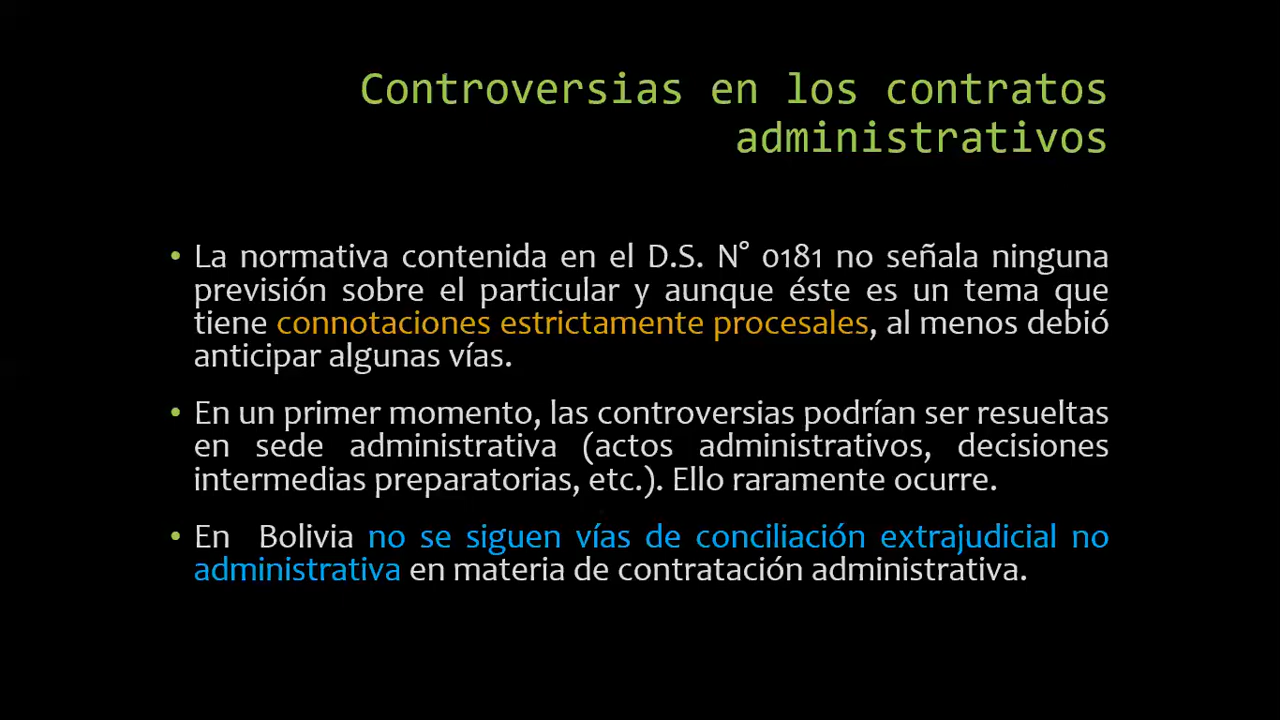 Controversias en los contratos
administrativos
• La normativa contenida en el D.S. N° 0181 no señala ninguna
previsión sobre el particular y aunque éste es un tema que
tiene connotaciones estrictamente procesales, al menos debió
anticipar algunas vías.
• En un primer momento, las controversias podrían ser resueltas
en sede administrativa (actos administrativos, decisiones
intermedias preparatorias, etc.). Ello raramente ocurre.
• En Bolivia no se siguen vías de conciliación extrajudicial no
administrativa en materia de contratación administrativa.